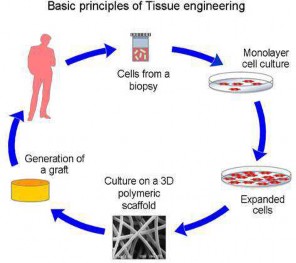 Basic principles of Tissue engineering
Cells from a
biopsy
Monolayer
cell culture
Expanded
cells
Culture on a 3D
polymeric
scaffold
Generation of
a graft